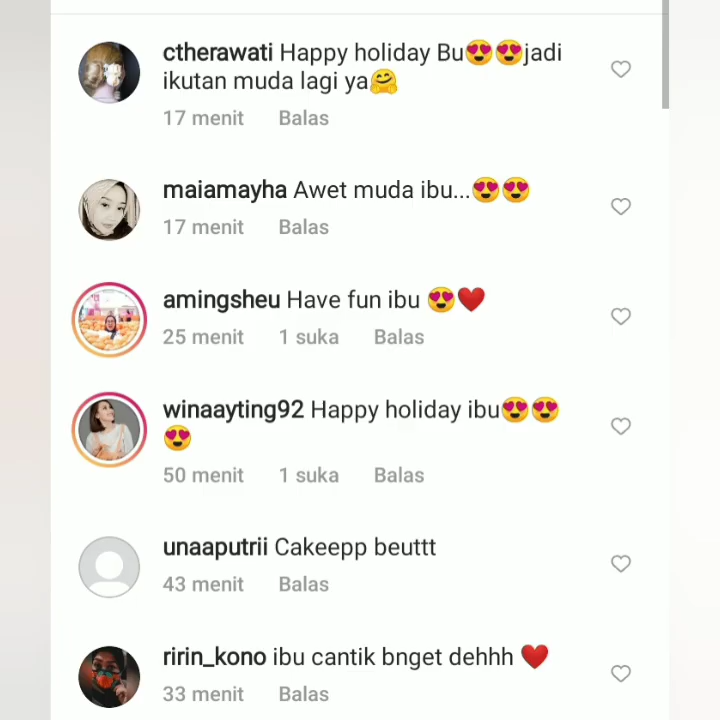 ctherawati Happy holiday Bu😍😍jadi
ikutan muda lagi ya🤗
17 menit Balas
maiamayha Awet muda ibu...😍😍
17 menit Balas
amingsheu Have fun ibu 😍❤️
25 menit 1 suka Balas
winaayting92 Happy holiday ibu😍😍
😍
50 menit 1 suka Balas
unaaputrii Cakeepp beuttt
43 menit Balas
ririn_kono ibu cantik bnget dehhh ❤️
33 menit Balas